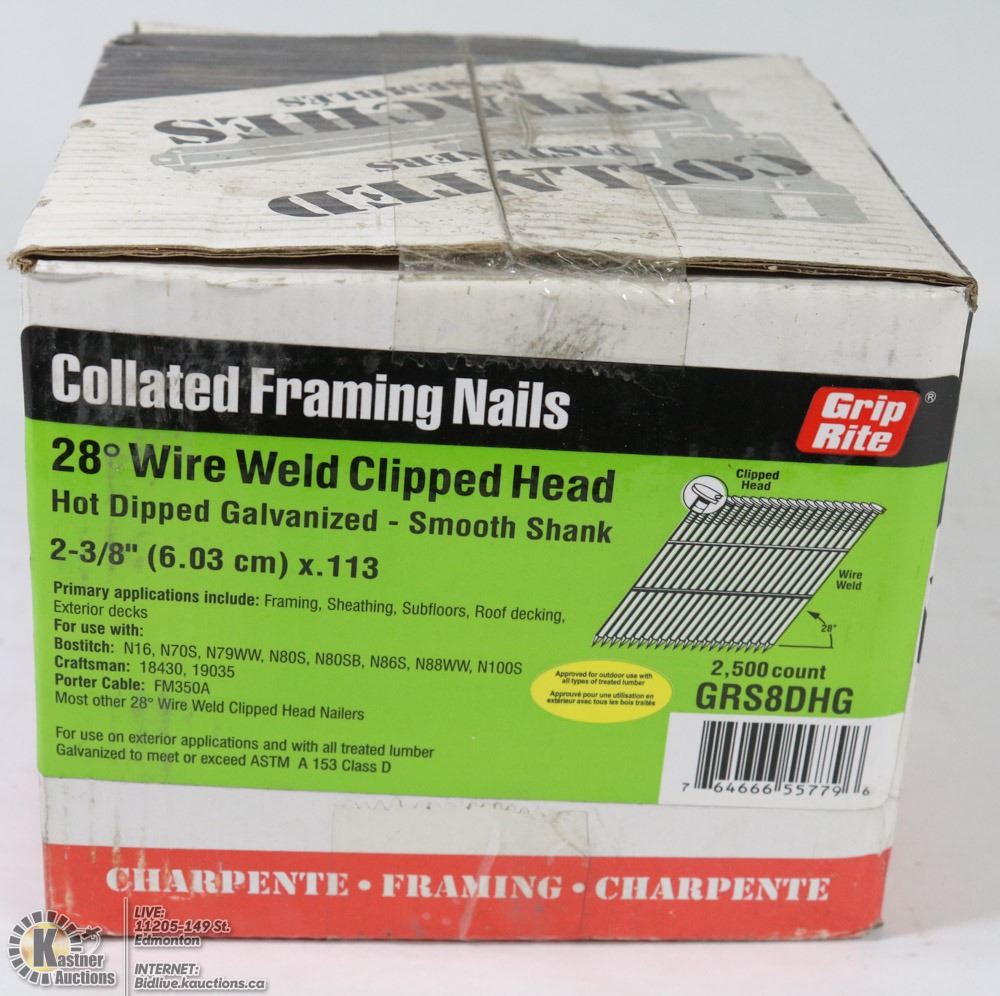 COLLATED
FASTENERS
ATTACHES
ASSEMBLÉES
COLLATED
FASTENERS
ATTACHES
ASSEMBLÉES
Collated Framing Nails
Grip
Rite
®
28° Wire Weld Clipped Head
Hot Dipped Galvanized - Smooth Shank
2-3/8" (6.03 cm) x .113
Primary applications include: Framing, Sheathing, Subfloors, Roof decking,
Exterior decks
For use with:
Bostitch: N16, N70S, N79WW, N80S, N80SB, N86S, N88WW, N100S
Craftsman: 18430, 19035
Porter Cable: FM350A
Most other 28° Wire Weld Clipped Head Nailers
For use on exterior applications and with all treated lumber
Galvanized to meet or exceed ASTM A 153 Class D
Clipped
Head
Wire
Weld
28°
Approved for outdoor use with
all types of treated lumber
Approuvé pour une utilisation en
extérieur avec tous les bois traités
2,500 count
GRS8DHG
7 64666 55779 6
CHARPENTE • FRAMING • CHARPENTE
Kastner
Auctions
LIVE:
11205-149 St.
Edmonton
INTERNET:
Bidlive.kauctions.ca